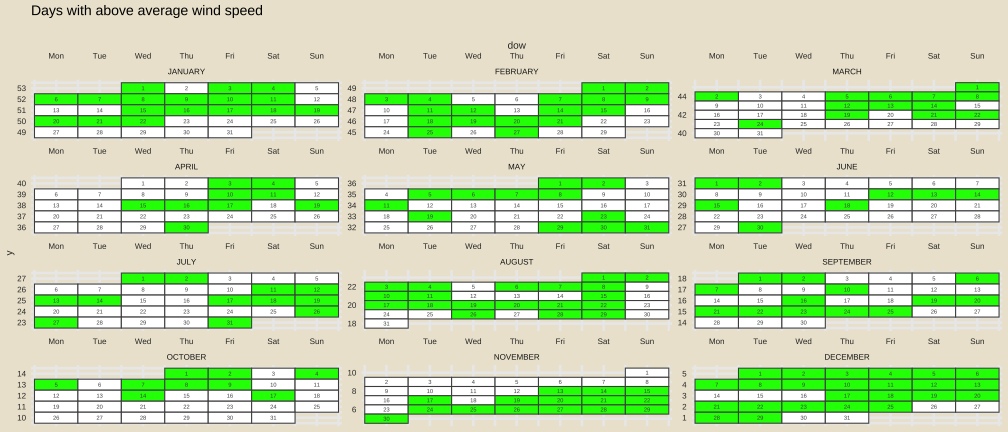 Days with above average wind speed
dow
Mon Tue Wed Thu Fri Sat Sun Mon Tue Wed Thu Fri Sat Sun Mon Tue Wed Thu Fri Sat Sun
JANUARY FEBRUARY MARCH
53 1 2 3 4 5 49 1 2 1
52 6 7 8 9 10 11 12 48 3 4 5 6 7 8 9 44 2 3 4 5 6 7 8
51 13 14 15 16 17 18 19 47 10 11 12 13 14 15 16 9 10 11 12 13 14 15
50 20 21 22 23 24 25 26 46 17 18 19 20 21 22 23 42 16 17 18 19 20 21 22
49 27 28 29 30 31 45 24 25 26 27 28 29 23 24 25 26 27 28 29
40 30 31
Mon Tue Wed Thu Fri Sat Sun Mon Tue Wed Thu Fri Sat Sun Mon Tue Wed Thu Fri Sat Sun
APRIL MAY JUNE
40 1 2 3 4 5 36 1 2 3 31 1 2 3 4 5 6 7
39 6 7 8 9 10 11 12 35 4 5 6 7 8 9 10 30 8 9 10 11 12 13 14
38 13 14 15 16 17 18 19 34 11 12 13 14 15 16 17 29 15 16 17 18 19 20 21
37 20 21 22 23 24 25 26 33 18 19 20 21 22 23 24 28 22 23 24 25 26 27 28
36 27 28 29 30 32 25 26 27 28 29 30 31 27 29 30
y
Mon Tue Wed Thu Fri Sat Sun Mon Tue Wed Thu Fri Sat Sun Mon Tue Wed Thu Fri Sat Sun
JULY AUGUST SEPTEMBER
27 1 2 3 4 5 1 2 18 1 2 3 4 5 6
26 6 7 8 9 10 11 12 22 3 4 5 6 7 8 9 17 7 8 9 10 11 12 13
25 13 14 15 16 17 18 19 10 11 12 13 14 15 16 16 14 15 16 17 18 19 20
24 20 21 22 23 24 25 26 20 17 18 19 20 21 22 23 15 21 22 23 24 25 26 27
23 27 28 29 30 31 24 25 26 27 28 29 30 14 28 29 30
18 31
Mon Tue Wed Thu Fri Sat Sun Mon Tue Wed Thu Fri Sat Sun Mon Tue Wed Thu Fri Sat Sun
OCTOBER NOVEMBER DECEMBER
14 1 2 3 4 10 1 5 1 2 3 4 5 6
13 5 6 7 8 9 10 11 2 3 4 5 6 7 8 4 7 8 9 10 11 12 13
12 12 13 14 15 16 17 18 8 9 10 11 12 13 14 15 3 14 15 16 17 18 19 20
11 19 20 21 22 23 24 25 16 17 18 19 20 21 22 2 21 22 23 24 25 26 27
10 26 27 28 29 30 31 6 23 24 25 26 27 28 29 1 28 29 30 31
30